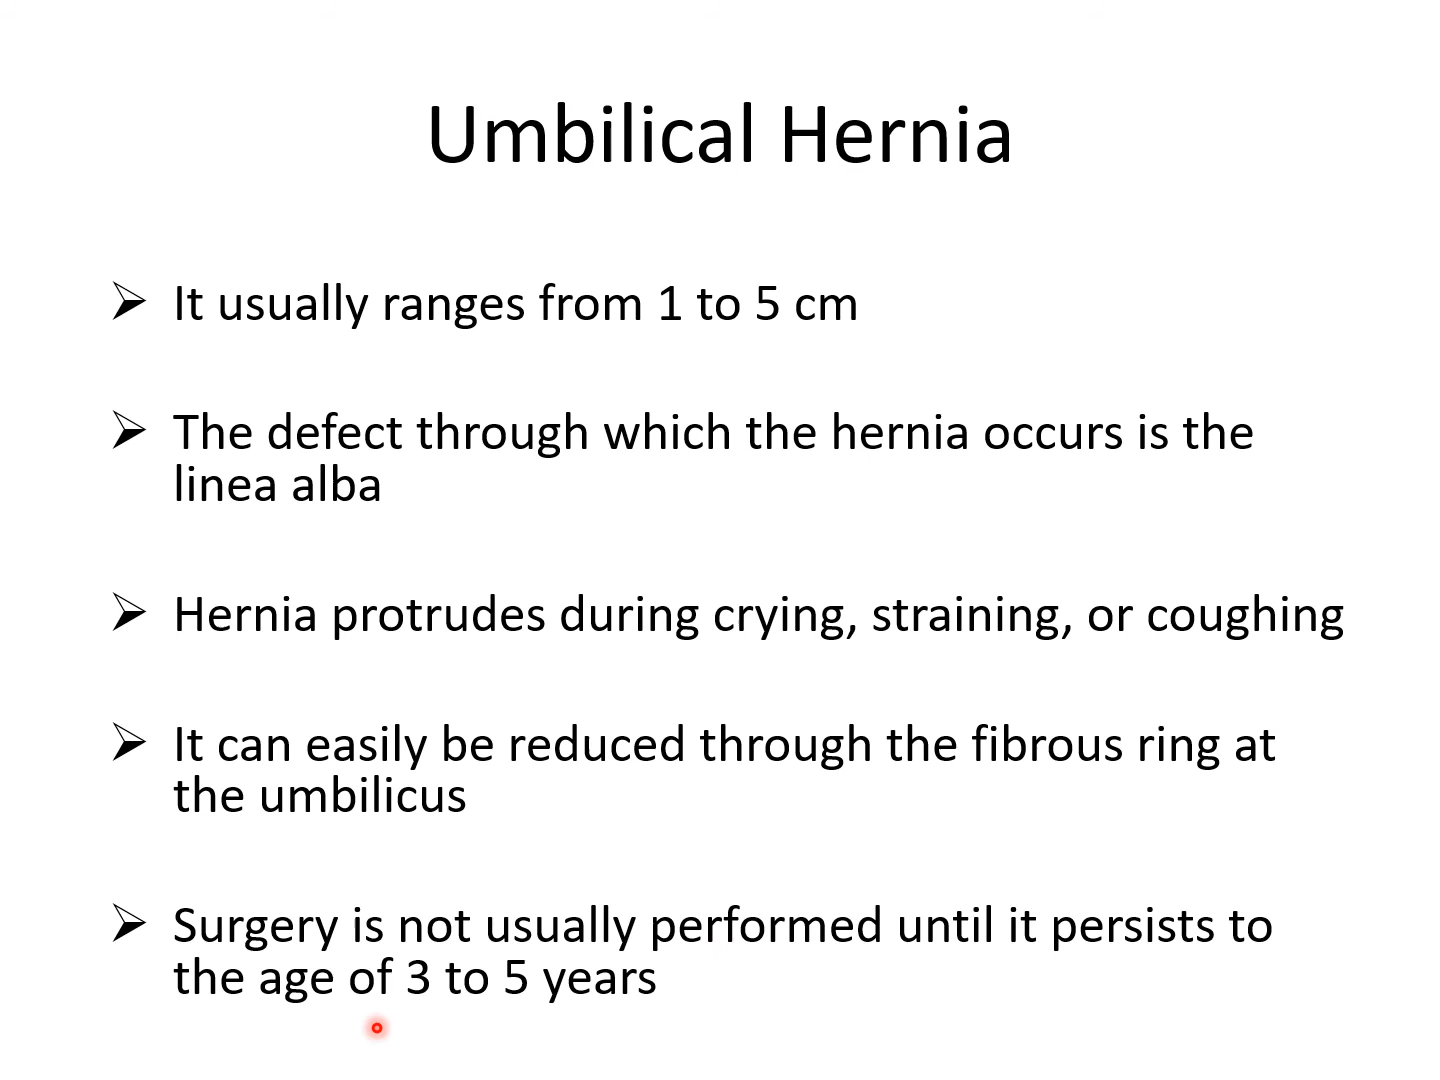 Umbilical Hernia
➢ It usually ranges from 1 to 5 cm
➢ The defect through which the hernia occurs is the
linea alba
➢ Hernia protrudes during crying, straining, or coughing
➢ It can easily be reduced through the fibrous ring at
the umbilicus
➢ Surgery is not usually performed until it persists to
the age of 3 to 5 years